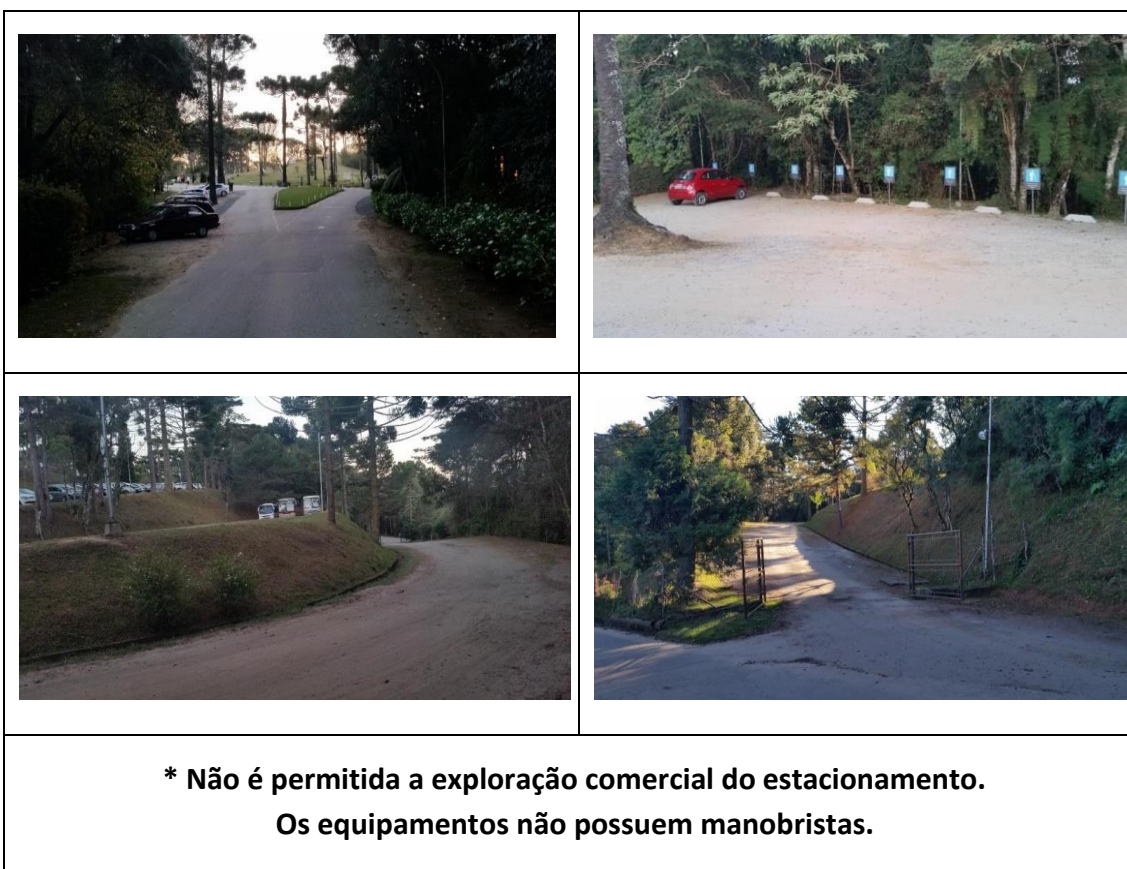 * Não é permitida a exploração comercial do estacionamento.
Os equipamentos não possuem manobristas.